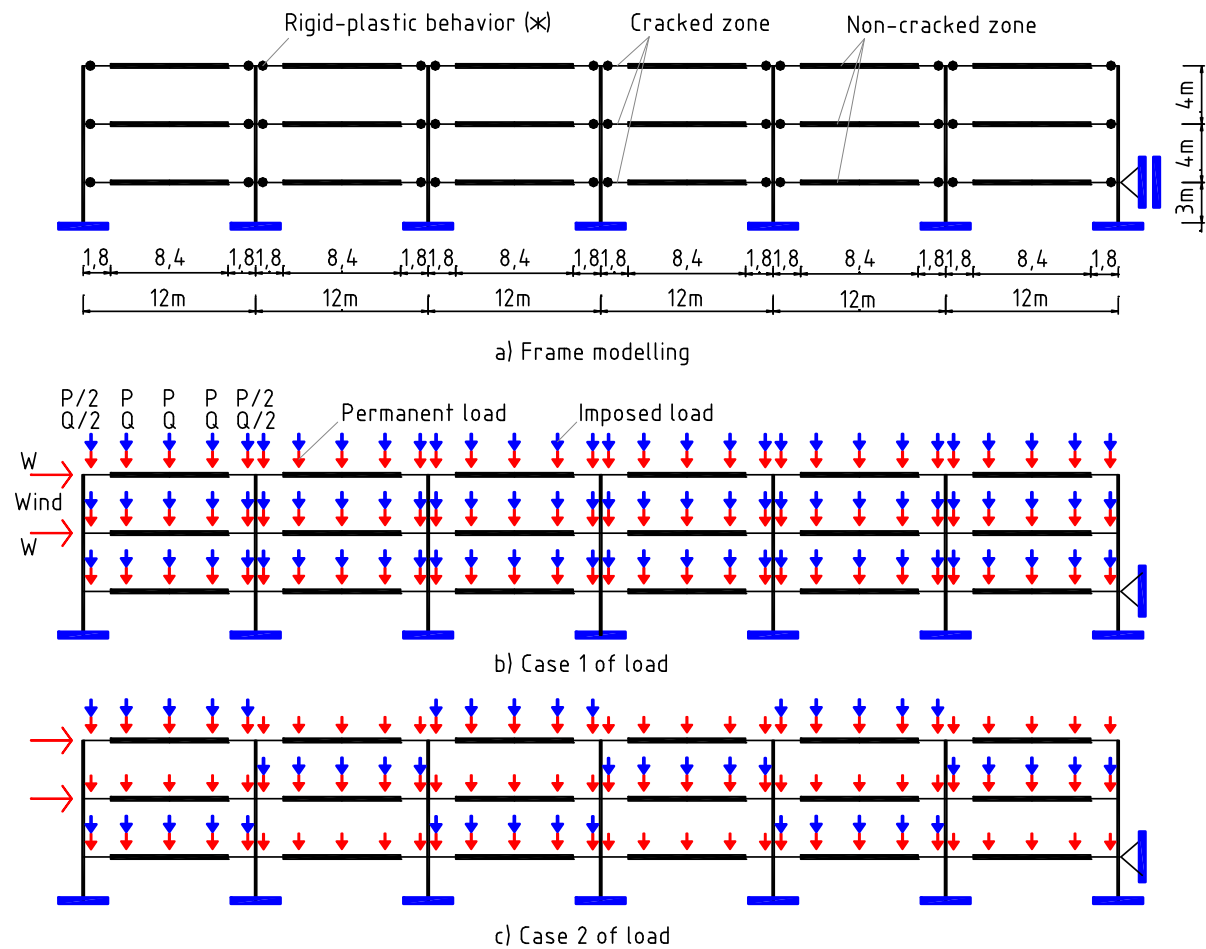 Rigid-plastic behavior (ж) Cracked zone Non-cracked zone
4m
4m
3m
1,8 8,4 1,8 1,8 8,4 1,8 1,8 8,4 1,8 1,8 8,4 1,8 1,8 8,4 1,8 1,8 8,4 1,8
12m 12m 12m 12m 12m 12m
a) Frame modelling
P/2 P P P P/2
Q/2 Q Q Q Q/2
Permanent load Imposed load
W
Wind
W
b) Case 1 of load
c) Case 2 of load